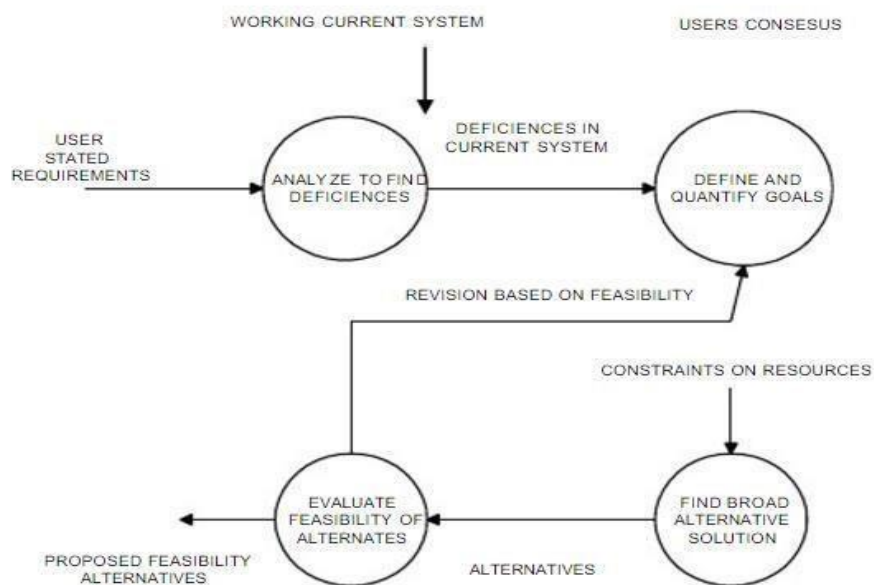 WORKING CURRENT SYSTEM
USERS CONSESUS
USER
STATED
REQUIREMENTS
ANALYZE TO FIND
DEFICIENCES
DEFICIENCES IN
CURRENT SYSTEM
DEFINE AND
QUANTIFY GOALS
REVISION BASED ON FEASIBILITY
CONSTRAINTS ON RESOURCES
EVALUATE
FEASIBILITY OF
ALTERNATES
FIND BROAD
ALTERNATIVE
SOLUTION
PROPOSED FEASIBILITY
ALTERNATIVES
ALTERNATIVES